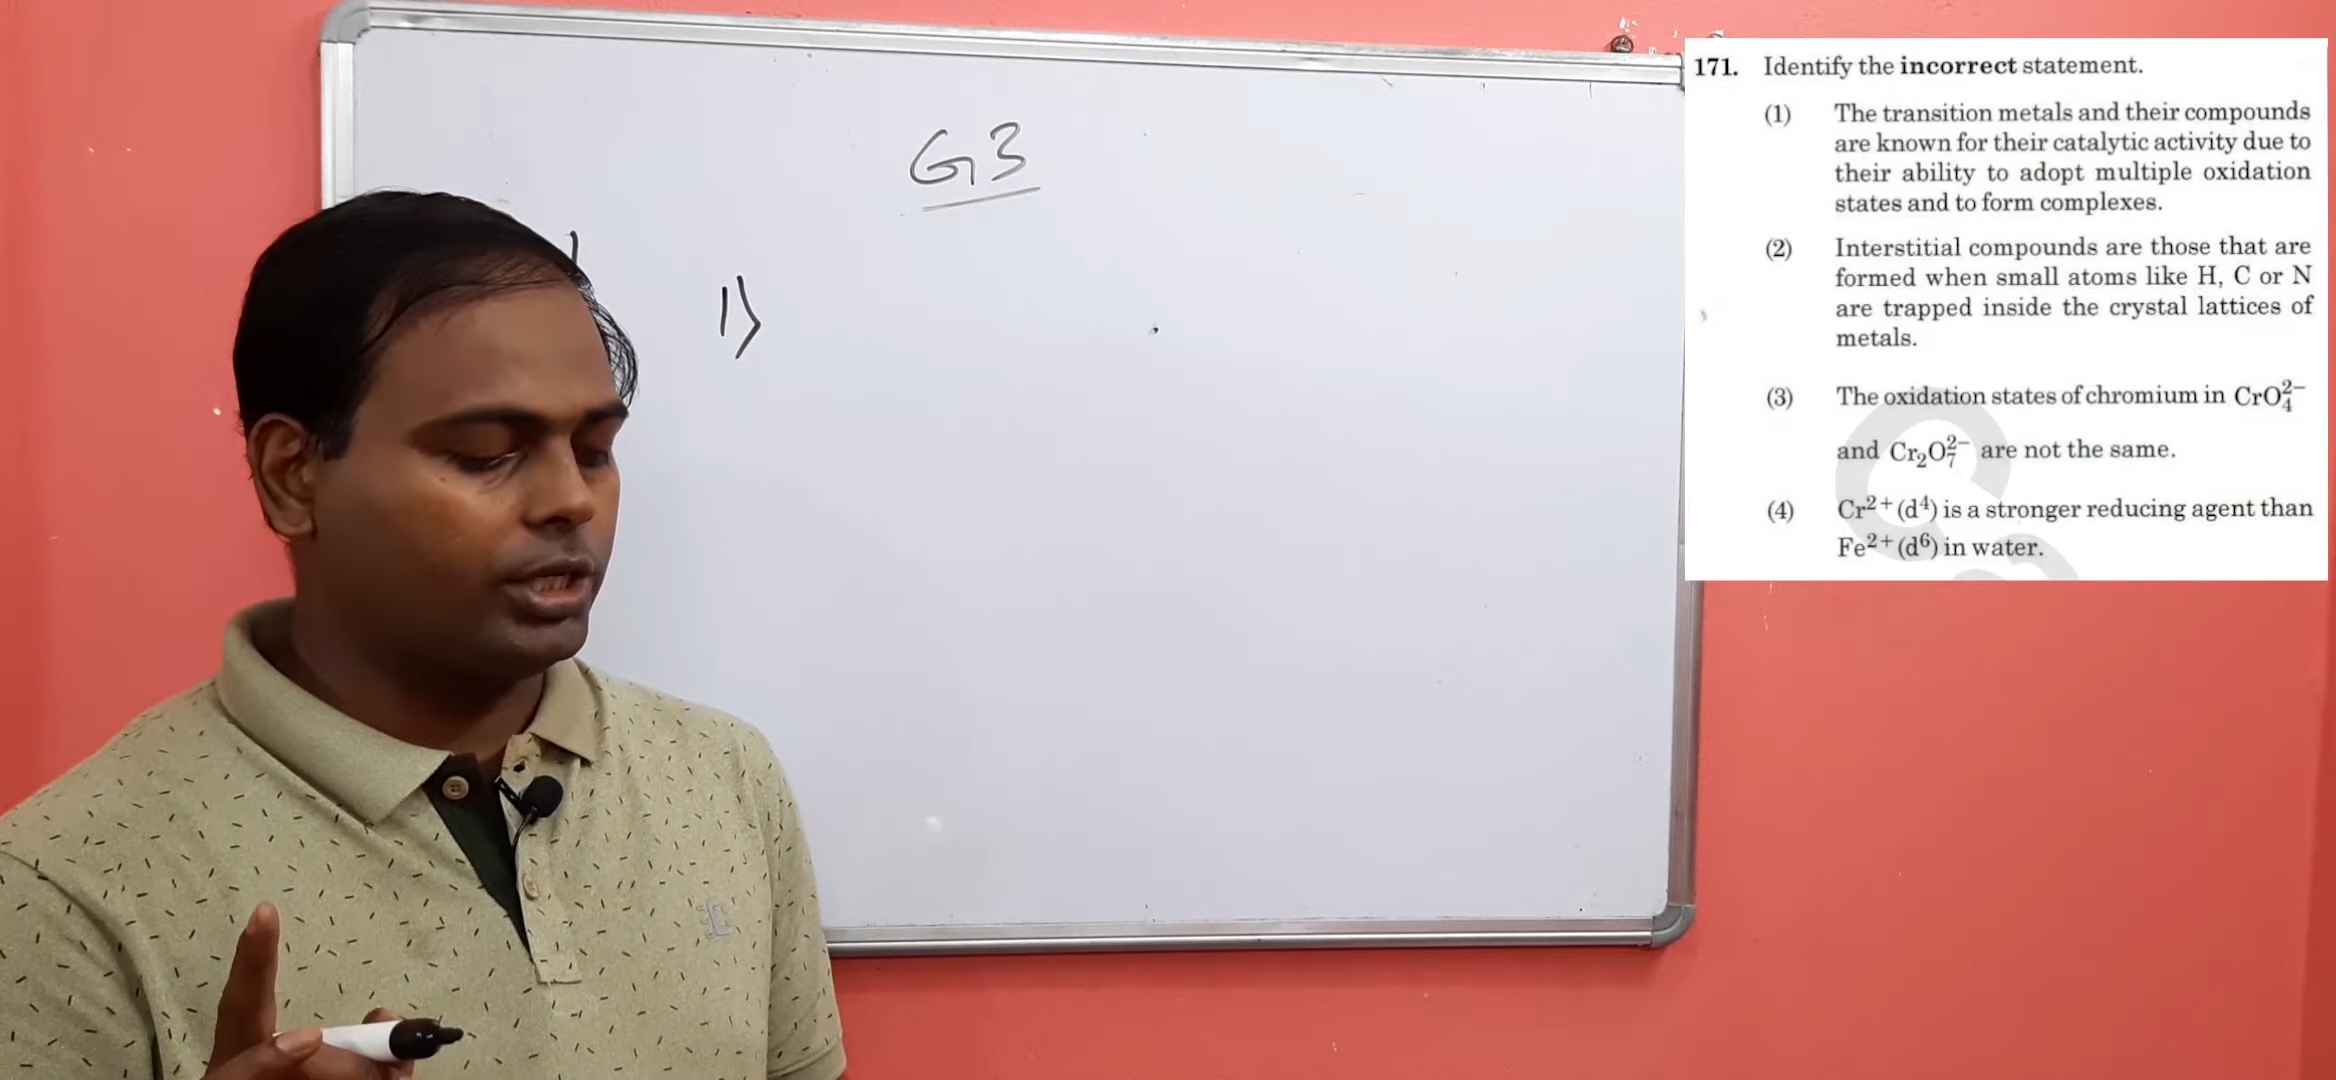 G3
1)
171. Identify the incorrect statement.
(1) The transition metals and their compounds
are known for their catalytic activity due to
their ability to adopt multiple oxidation
states and to form complexes.
(2) Interstitial compounds are those that are
formed when small atoms like H, C or N
are trapped inside the crystal lattices of
metals.
(3) The oxidation states of chromium in CrO₄²⁻
and Cr₂O₇²⁻ are not the same.
(4) Cr²⁺(d⁴) is a stronger reducing agent than
Fe²⁺(d⁶) in water.